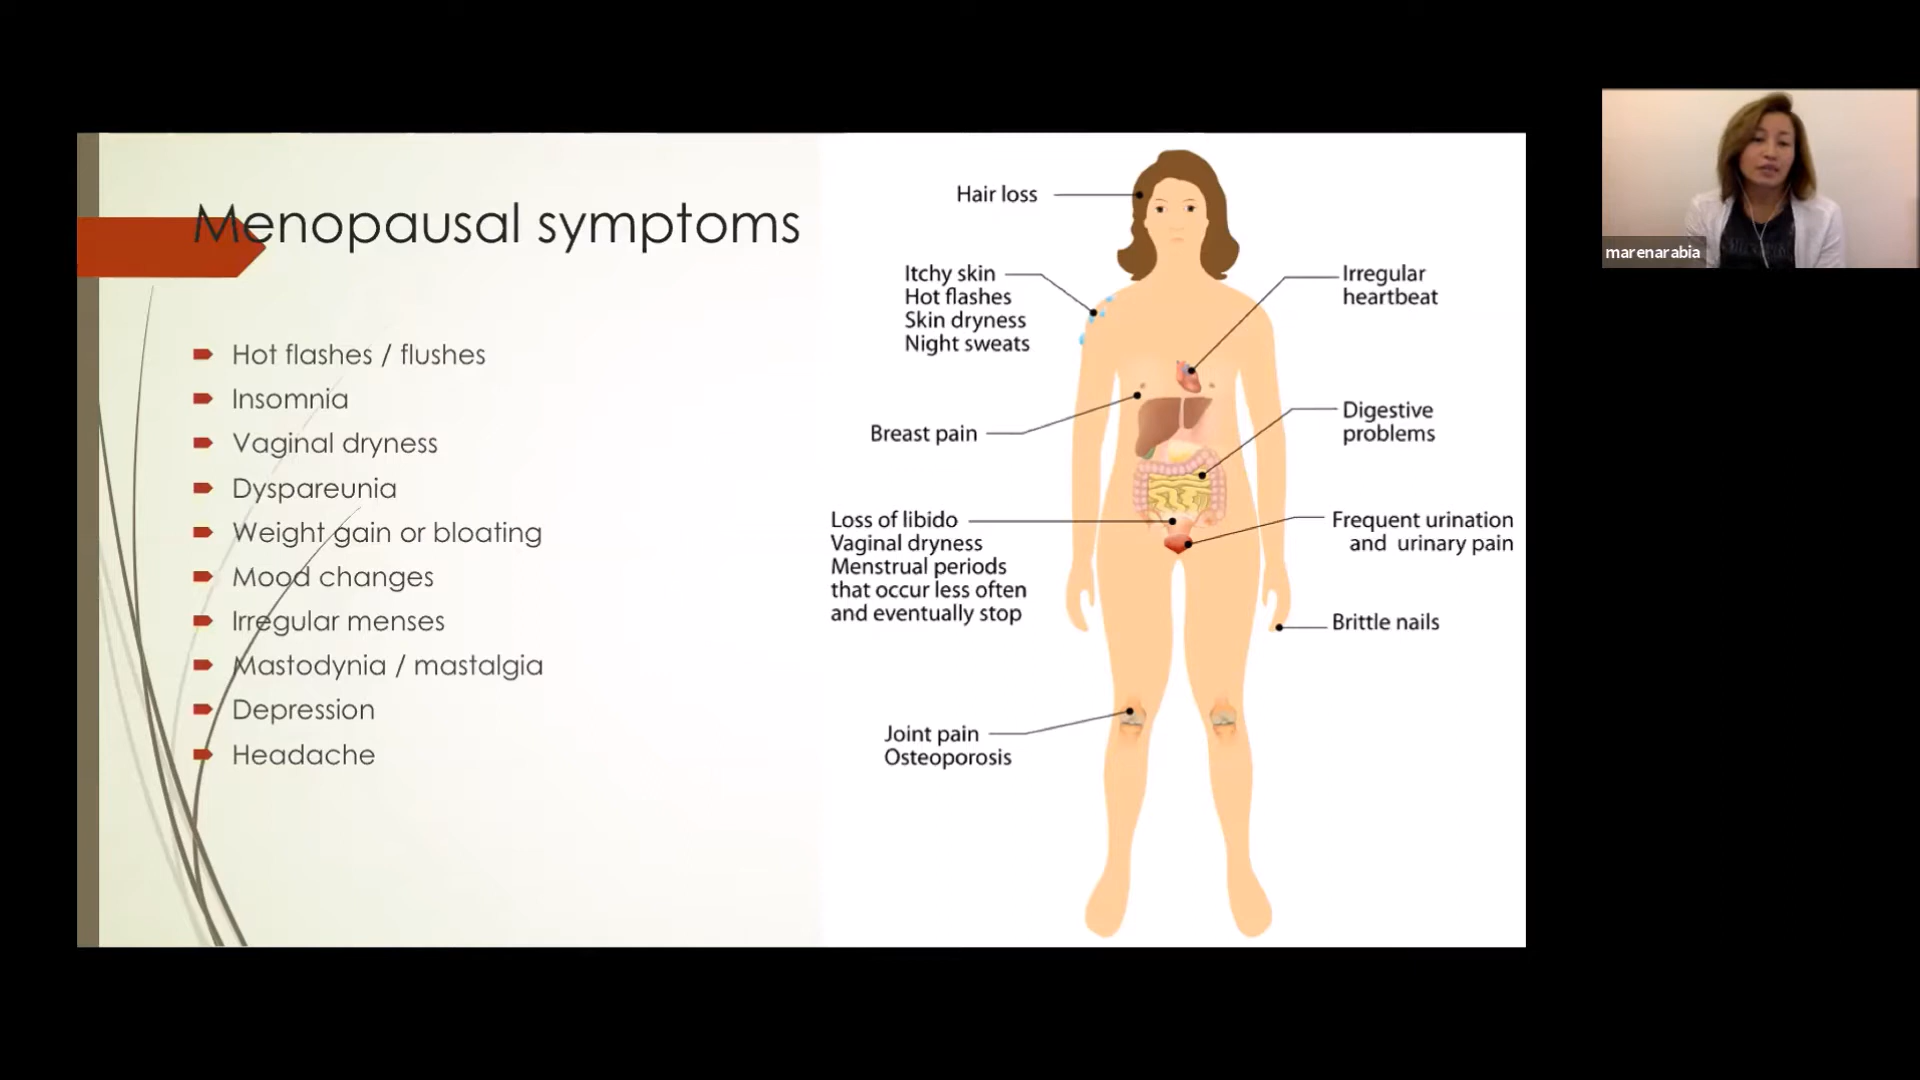 Menopausal symptoms
Hot flashes / flushes
Insomnia
Vaginal dryness
Dyspareunia
Weight gain or bloating
Mood changes
Irregular menses
Mastodynia / mastalgia
Depression
Headache
Hair loss
Itchy skin
Hot flashes
Skin dryness
Night sweats
Breast pain
Loss of libido
Vaginal dryness
Menstrual periods
that occur less often
and eventually stop
Joint pain
Osteoporosis
Irregular
heartbeat
Digestive
problems
Frequent urination
and urinary pain
Brittle nails
marenarabia